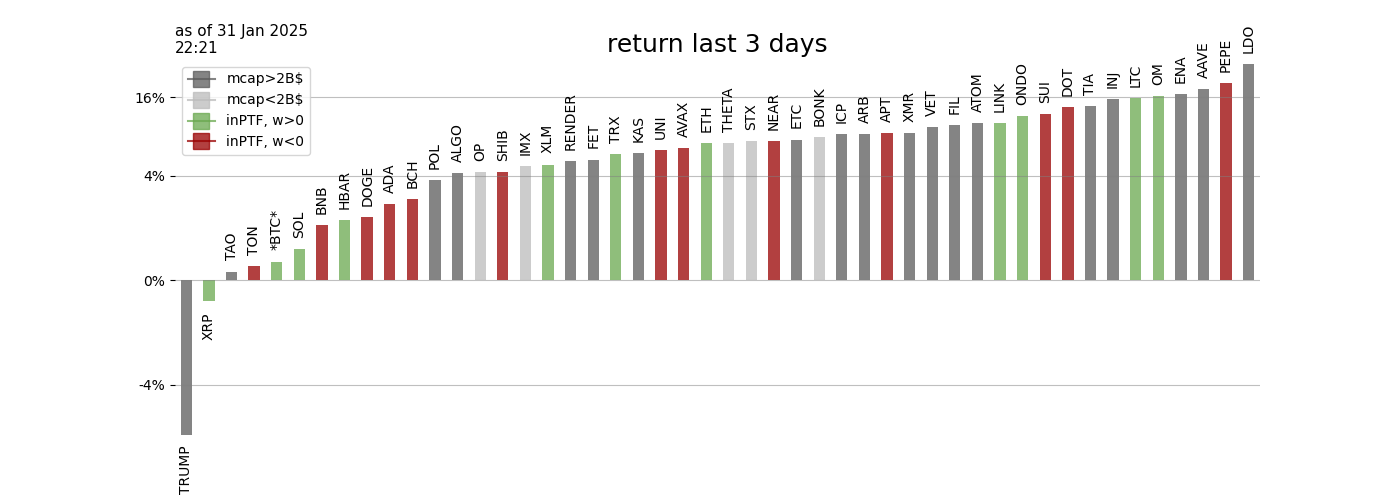 as of 31 Jan 2025
22:21
return last 3 days
mcap>2B$
mcap<2B$
inPTF, w>0
inPTF, w<0
16%
4%
0%
-4%
TRUMP
XRP
TAO
TON
*BTC*
SOL
BNB
HBAR
DOGE
ADA
BCH
POL
ALGO
OP
SHIB
IMX
XLM
RENDER
FET
TRX
KAS
UNI
AVAX
ETH
THETA
STX
NEAR
ETC
BONK
ICP
ARB
APT
XMR
VET
FIL
ATOM
LINK
ONDO
SUI
DOT
TIA
INJ
LTC
OM
ENA
AAVE
PEPE
LDO